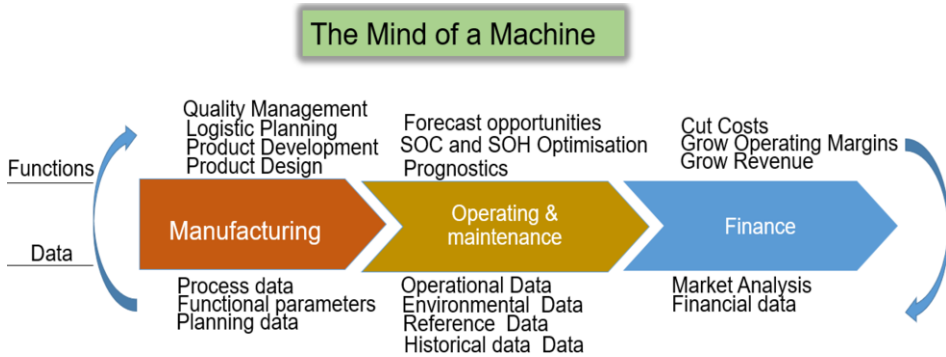 The Mind of a Machine
Functions
Data
Quality Management
Logistic Planning
Product Development
Product Design
Manufacturing
Process data
Functional parameters
Planning data
Forecast opportunities
SOC and SOH Optimisation
Prognostics
Operating &
maintenance
Operational Data
Environmental Data
Reference Data
Historical data Data
Cut Costs
Grow Operating Margins
Grow Revenue
Finance
Market Analysis
Financial data